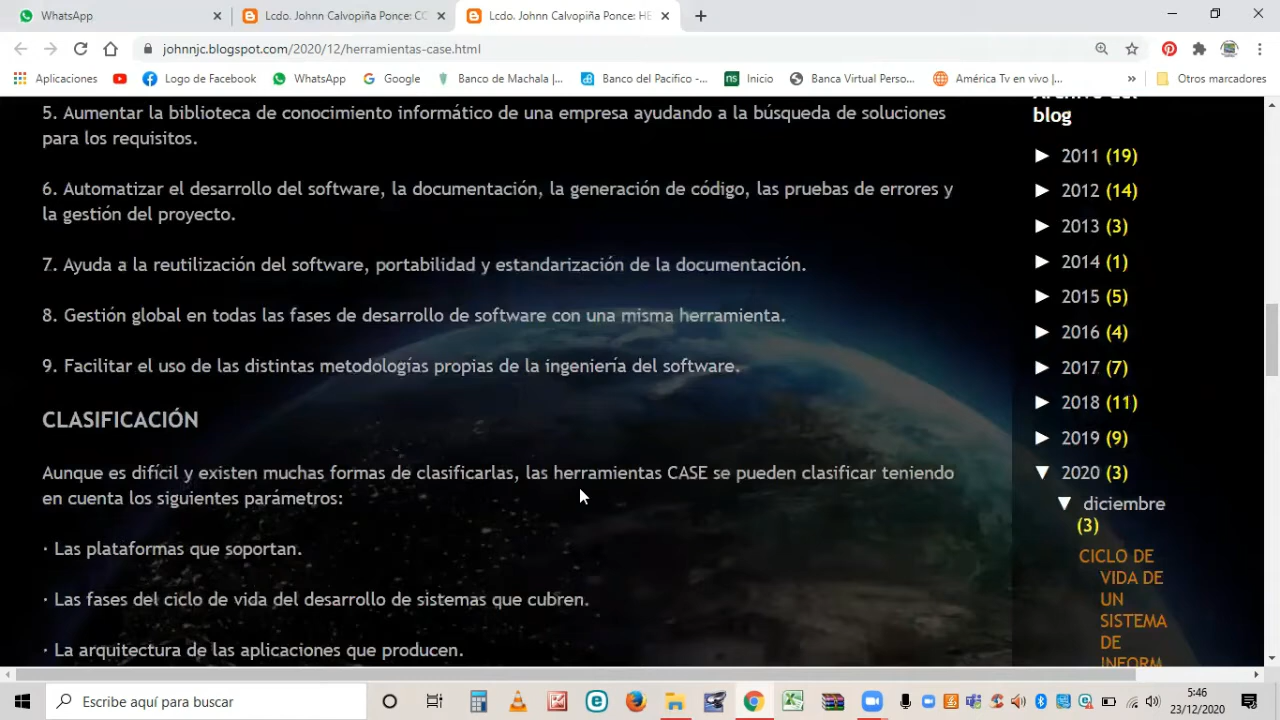 WhatsApp
Lcdo. Johnn Calvopiña Ponce: CC
Lcdo. Johnn Calvopiña Ponce: HE
johnnjc.blogspot.com/2020/12/herramientas-case.html
Aplicaciones
Logo de Facebook
WhatsApp
Google
Banco de Machala |...
Banco del Pacifico -...
ns Inicio
Banca Virtual Perso...
América Tv en vivo |...
»
Otros marcadores
5. Aumentar la biblioteca de conocimiento informático de una empresa ayudando a la búsqueda de soluciones
para los requisitos.
6. Automatizar el desarrollo del software, la documentación, la generación de código, las pruebas de errores y
la gestión del proyecto.
7. Ayuda a la reutilización del software, portabilidad y estandarización de la documentación.
8. Gestión global en todas las fases de desarrollo de software con una misma herramienta.
9. Facilitar el uso de las distintas metodologías propias de la ingeniería del software.
CLASIFICACIÓN
Aunque es difícil y existen muchas formas de clasificarlas, las herramientas CASE se pueden clasificar teniendo
en cuenta los siguientes parámetros:
· Las plataformas que soportan.
· Las fases del ciclo de vida del desarrollo de sistemas que cubren.
· La arquitectura de las aplicaciones que producen.
Archivo del
blog
► 2011 (19)
► 2012 (14)
► 2013 (3)
► 2014 (1)
► 2015 (5)
► 2016 (4)
► 2017 (7)
► 2018 (11)
► 2019 (9)
▼ 2020 (3)
▼ diciembre
(3)
CICLO DE
VIDA DE
UN
SISTEMA
DE
INFORM
Escribe aquí para buscar
5:46
23/12/2020